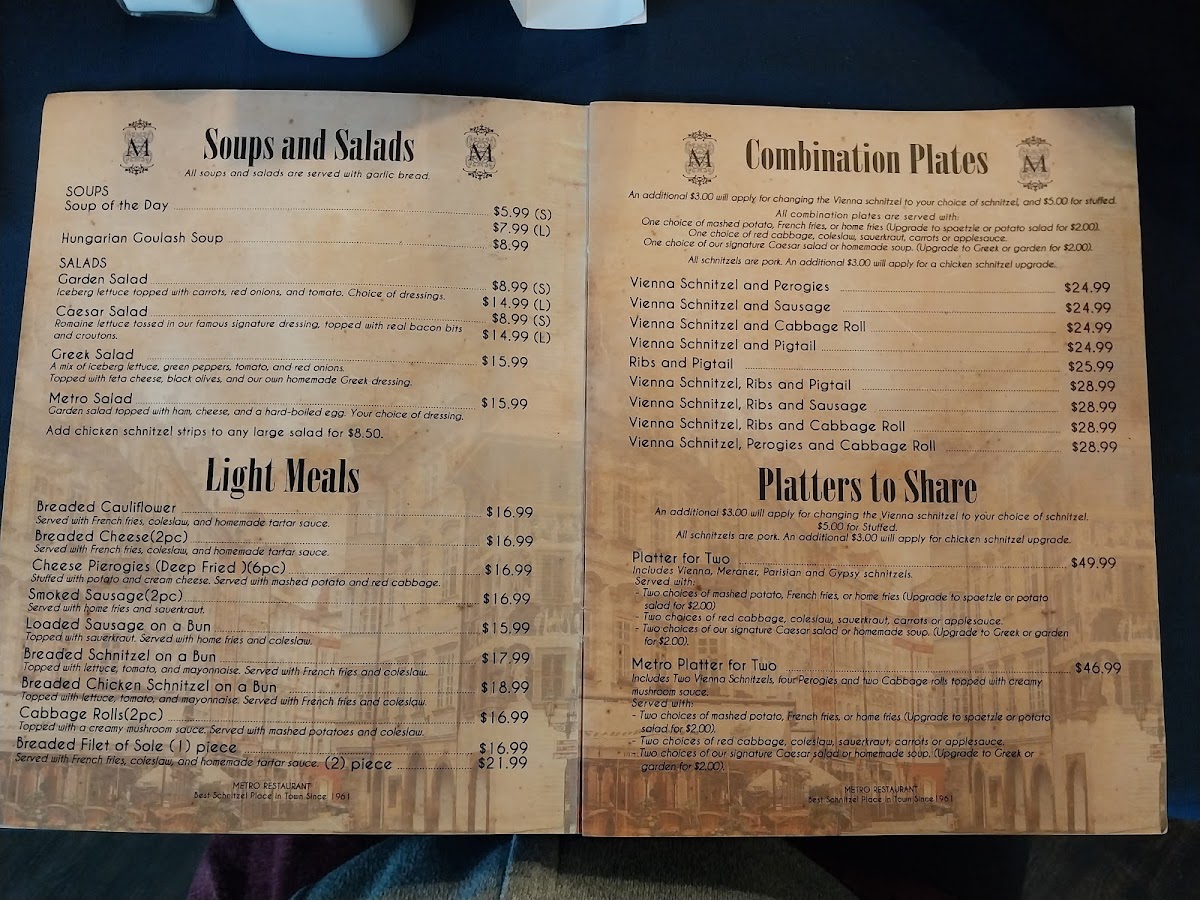 M
Soups and Salads
M
All soups and salads are served with garlic bread.
SOUPS
Soup of the Day $5.99 (S)
$7.99 (L)
Hungarian Goulash Soup $8.99
SALADS
Garden Salad $8.99 (S)
Iceberg lettuce topped with carrots, red onions, and tomato. Choice of dressings. $14.99 (L)
Caesar Salad $8.99 (S)
Romaine lettuce tossed in our famous signature dressing, topped with real bacon bits $14.99 (L)
and croutons.
Greek Salad $15.99
A mix of iceberg lettuce, green peppers, tomato, and red onions.
Topped with feta cheese, black olives, and our own homemade Greek dressing.
Metro Salad $15.99
Garden salad topped with ham, cheese, and a hard-boiled egg. Your choice of dressing.
Add chicken schnitzel strips to any large salad for $8.50.
Light Meals
Breaded Cauliflower $16.99
Served with French fries, coleslaw, and homemade tartar sauce.
Breaded Cheese(2pc) $16.99
Served with French fries, coleslaw, and homemade tartar sauce.
Cheese Pierogies (Deep Fried )(6pc) $16.99
Stuffed with potato and cream cheese. Served with mashed potato and red cabbage.
Smoked Sausage(2pc) $16.99
Served with home fries and sauerkraut.
Loaded Sausage on a Bun $15.99
Topped with sauerkraut. Served with home fries and coleslaw.
Breaded Schnitzel on a Bun $17.99
Topped with lettuce, tomato, and mayonnaise. Served with French fries and coleslaw.
Breaded Chicken Schnitzel on a Bun $18.99
Topped with lettuce, tomato, and mayonnaise. Served with French fries and coleslaw.
Cabbage Rolls(2pc) $16.99
Topped with a creamy mushroom sauce. Served with mashed potatoes and coleslaw.
Breaded Filet of Sole (1) piece $16.99
Served with French fries, coleslaw, and homemade tartar sauce. (2) piece $21.99
METRO RESTAURANT
Best Schnitzel Place in Town Since 1961
M
Combination Plates
M
An additional $3.00 will apply for changing the Vienna schnitzel to your choice of schnitzel, and $5.00 for stuffed.
All combination plates are served with:
One choice of mashed potato, French fries, or home fries (Upgrade to spaetzle or potato salad for $2.00).
One choice of red cabbage, coleslaw, sauerkraut, carrots or applesauce.
One choice of our signature Caesar salad or homemade soup. (Upgrade to Greek or garden for $2.00).
All schnitzels are pork. An additional $3.00 will apply for a chicken schnitzel upgrade.
Vienna Schnitzel and Perogies $24.99
Vienna Schnitzel and Sausage $24.99
Vienna Schnitzel and Cabbage Roll $24.99
Vienna Schnitzel and Pigtail $24.99
Ribs and Pigtail $25.99
Vienna Schnitzel, Ribs and Pigtail $28.99
Vienna Schnitzel, Ribs and Sausage $28.99
Vienna Schnitzel, Ribs and Cabbage Roll $28.99
Vienna Schnitzel, Perogies and Cabbage Roll $28.99
Platters to Share
An additional $3.00 will apply for changing the Vienna schnitzel to your choice of schnitzel.
$5.00 for Stuffed.
All schnitzels are pork. An additional $3.00 will apply for chicken schnitzel upgrade.
Platter for Two $49.99
Includes Vienna, Meraner, Parisian and Gypsy schnitzels.
Served with:
- Two choices of mashed potato, French fries, or home fries (Upgrade to spaetzle or potato
salad for $2.00)
- Two choices of red cabbage, coleslaw, sauerkraut, carrots or applesauce.
- Two choices of our signature Caesar salad or homemade soup. (Upgrade to Greek or garden
for $2.00).
Metro Platter for Two $46.99
Includes Two Vienna Schnitzels, four Perogies and two Cabbage rolls topped with creamy
mushroom sauce.
Served with:
- Two choices of mashed potato, French fries, or home fries (Upgrade to spaetzle or potato
salad for $2.00).
- Two choices of red cabbage, coleslaw, sauerkraut, carrots or applesauce.
- Two choices of our signature Caesar salad or homemade soup. (Upgrade to Greek or
garden for $2.00).
METRO RESTAURANT
Best Schnitzel Place in Town Since 1961